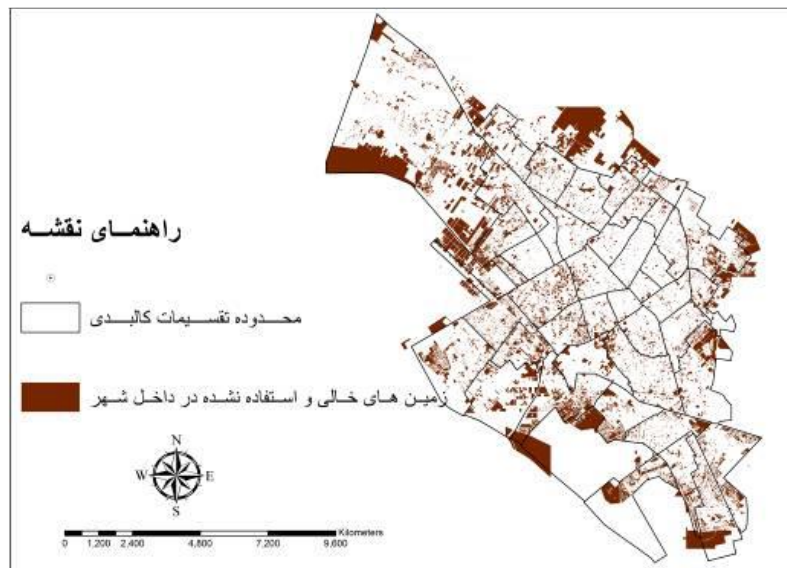 راهنمای نقشه
محدوده تقسیمات کالبدی
زمین های خالی و استفاده نشده در داخل شهر
N
W E
S
Kilometers
0 1,200 2,400 4,800 7,200 9,600